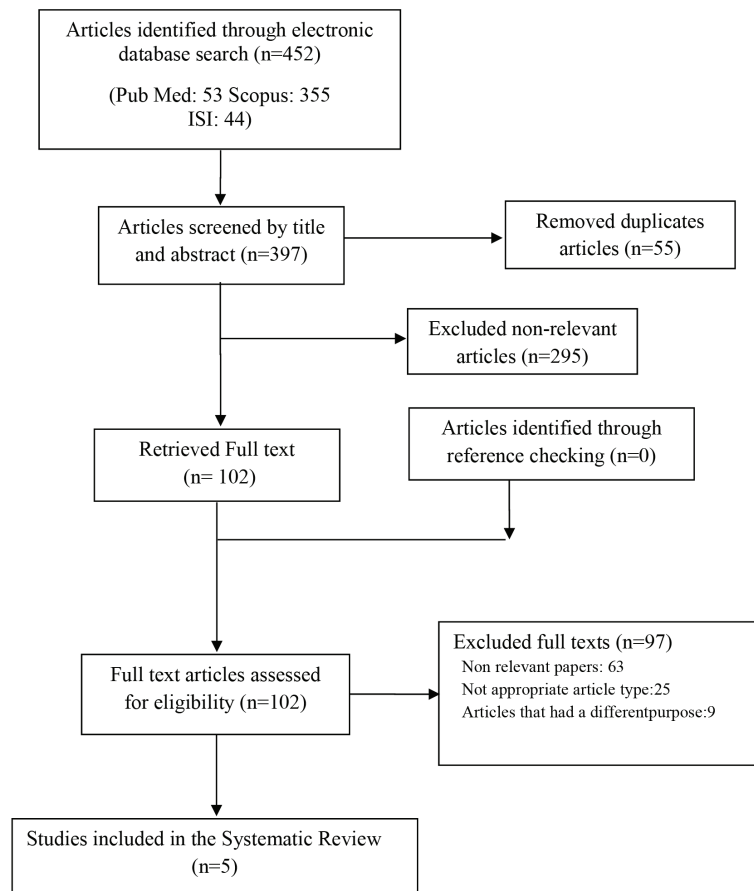 Articles identified through electronic
database search (n=452)
(Pub Med: 53 Scopus: 355
ISI: 44)
Articles screened by title
and abstract (n=397)
Removed duplicates
articles (n=55)
Excluded non-relevant
articles (n=295)
Retrieved Full text
(n= 102)
Articles identified through
reference checking (n=0)
Full text articles assessed
for eligibility (n=102)
Excluded full texts (n=97)
Non relevant papers: 63
Not appropriate article type:25
Articles that had a differentpurpose:9
Studies included in the Systematic Review
(n=5)